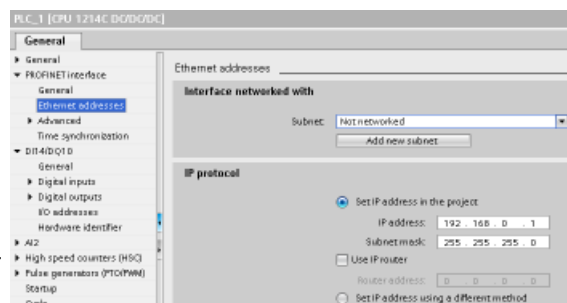 PLC_1 [CPU 1214C DC/DC/DC]
General
General
PROFINET interface
General
Ethernet addresses
Advanced
Time synchronization
DI14/DQ10
General
Digital inputs
Digital outputs
I/O addresses
Hardware identifier
AI2
High speed counters (HSC)
Pulse generators (PTO/PWM)
Startup
Cycle
Ethernet addresses
Interface networked with
Subnet: Not networked
Add new subnet
IP protocol
Set IP address in the project
IP address: 192 . 168 . 0 . 1
Subnet mask: 255 . 255 . 255 . 0
Use IP router
Router address: 0 . 0 . 0 . 0
Set IP address using a different method